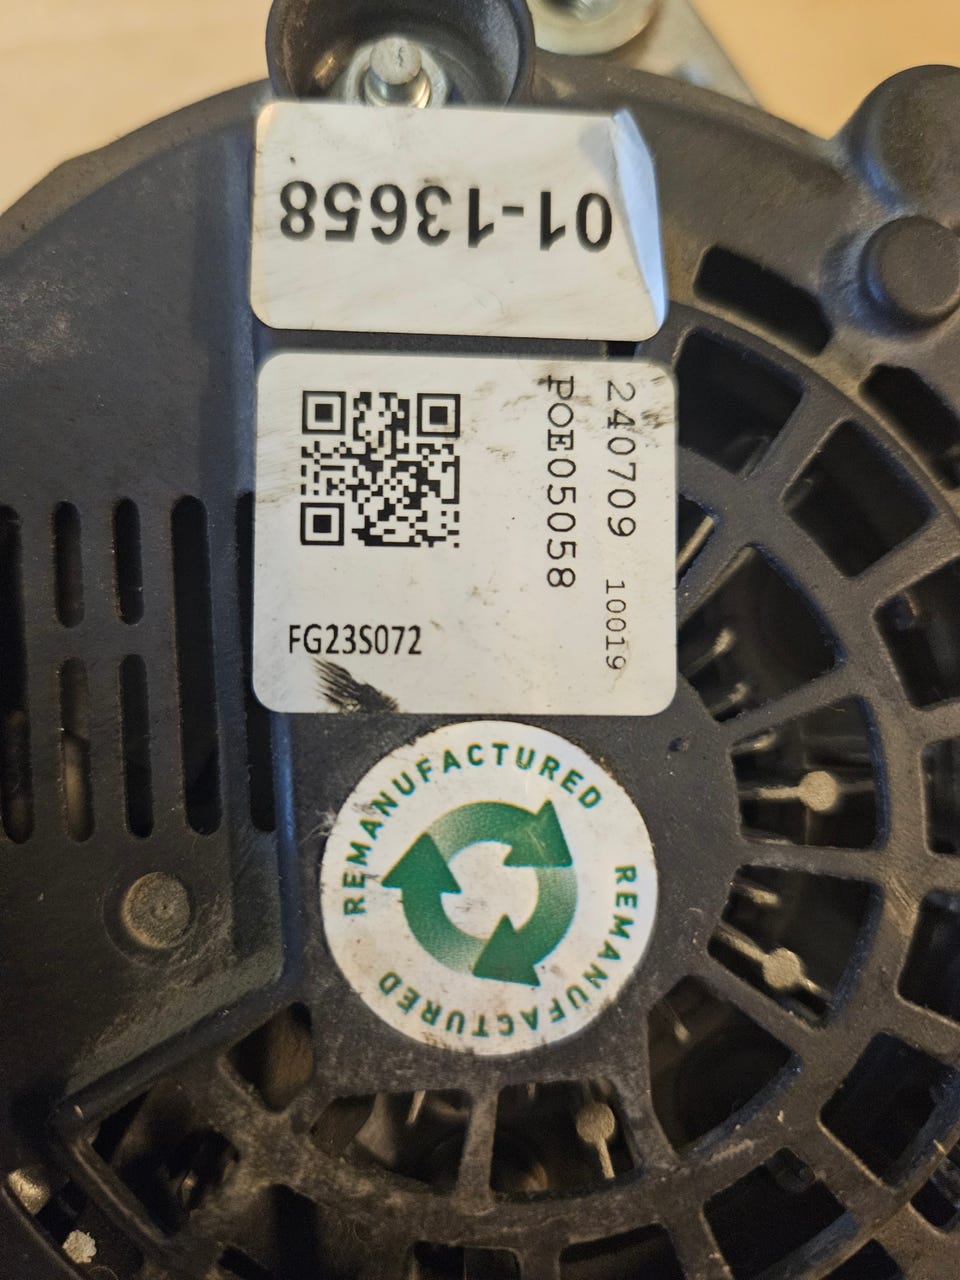 01-13658
240709 10019
POE05058
FG23S072
REMANUFACTURED
REMANUFACTURED